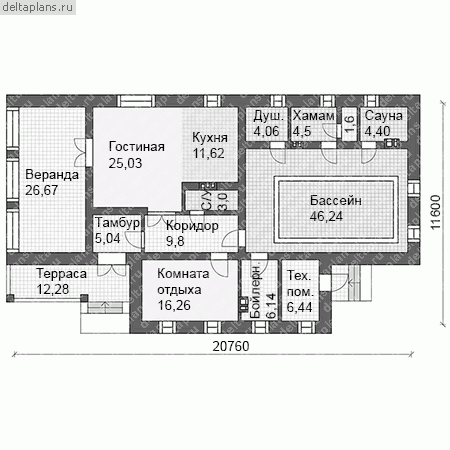 deltaplans.ru
Душ.
4,06
Хамам
4,5
1,6
Сауна
4,40
Гостиная
25,03
Кухня
11,62
Веранда
26,67
С/У
3,0
Бассейн
46,24
Тамбур
5,04
Коридор
9,8
Терраса
12,28
Комната
отдыха
16,26
Бойлерн.
6,14
Тех.
пом.
6,44
11600
20760